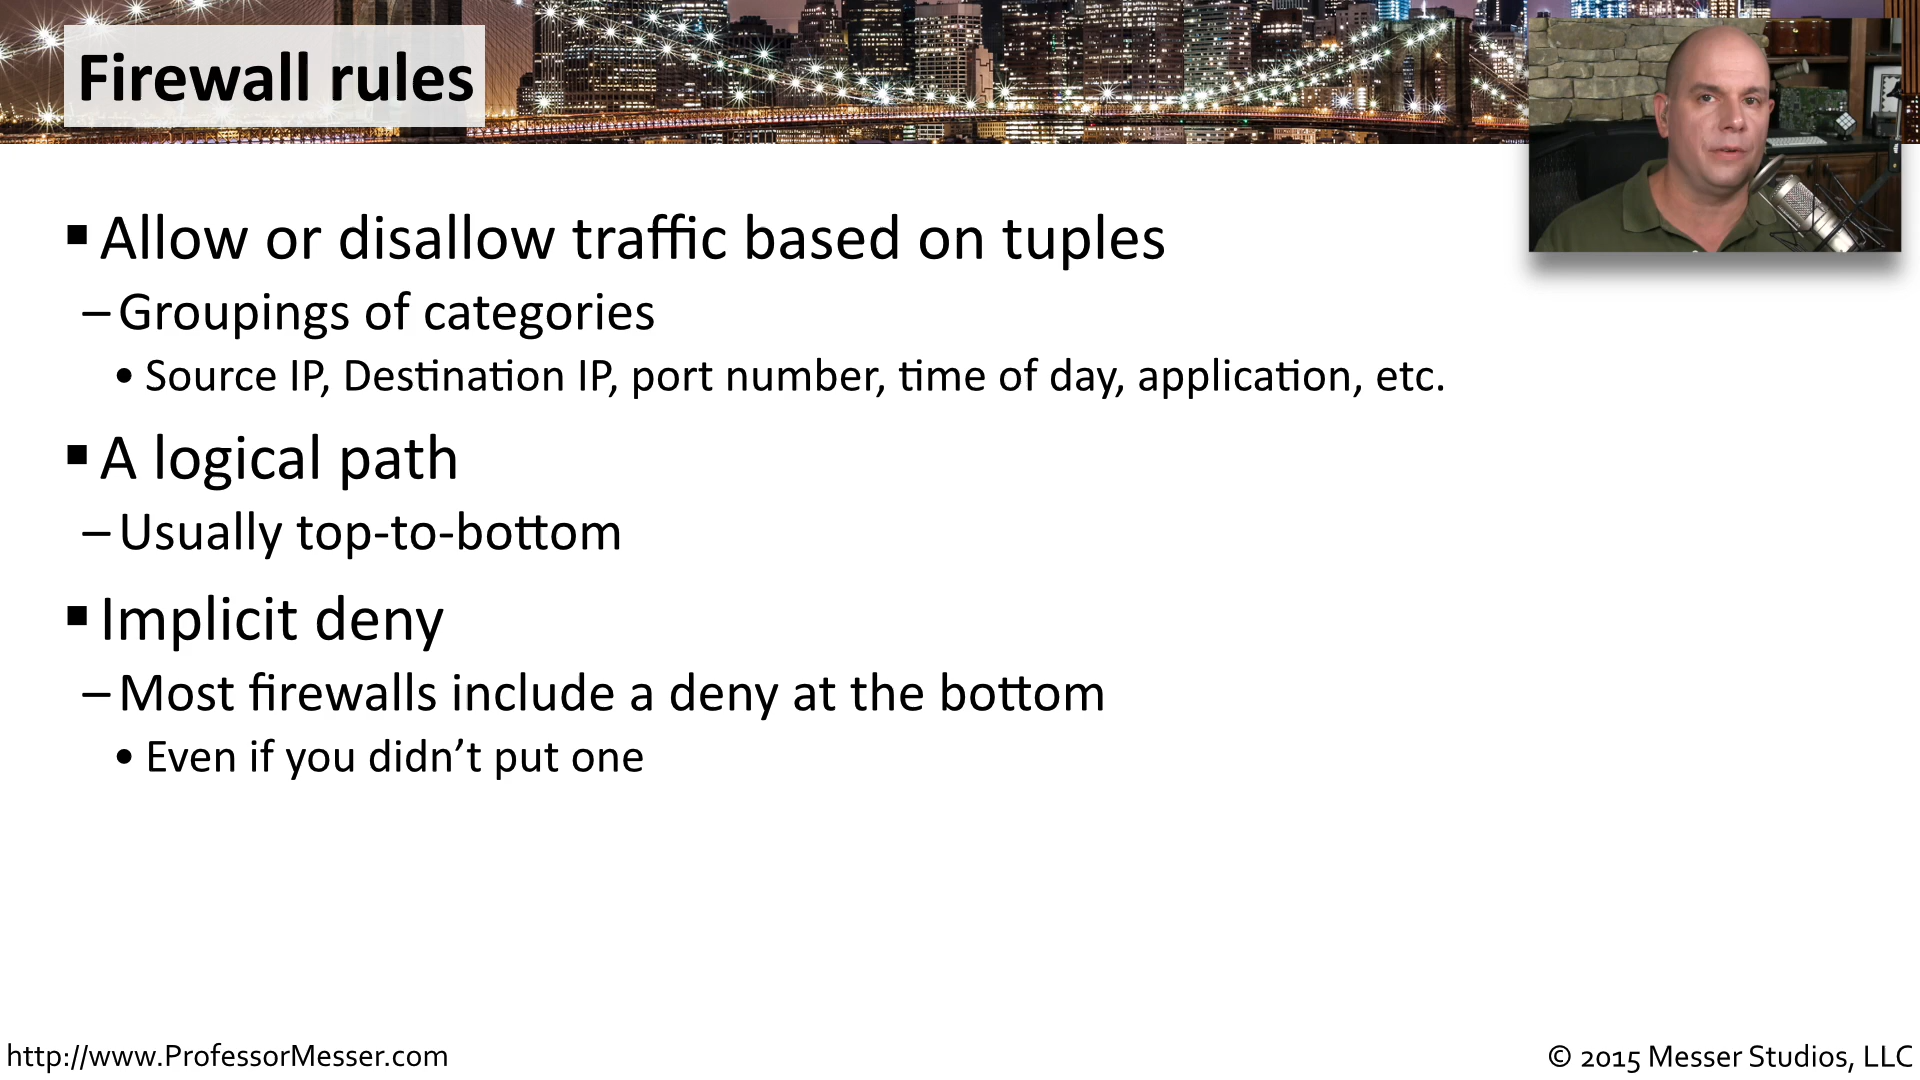 Firewall rules
▪ Allow or disallow traffic based on tuples
– Groupings of categories
• Source IP, Destination IP, port number, time of day, application, etc.
▪ A logical path
– Usually top-to-bottom
▪ Implicit deny
– Most firewalls include a deny at the bottom
• Even if you didn’t put one
http://www.ProfessorMesser.com
© 2015 Messer Studios, LLC